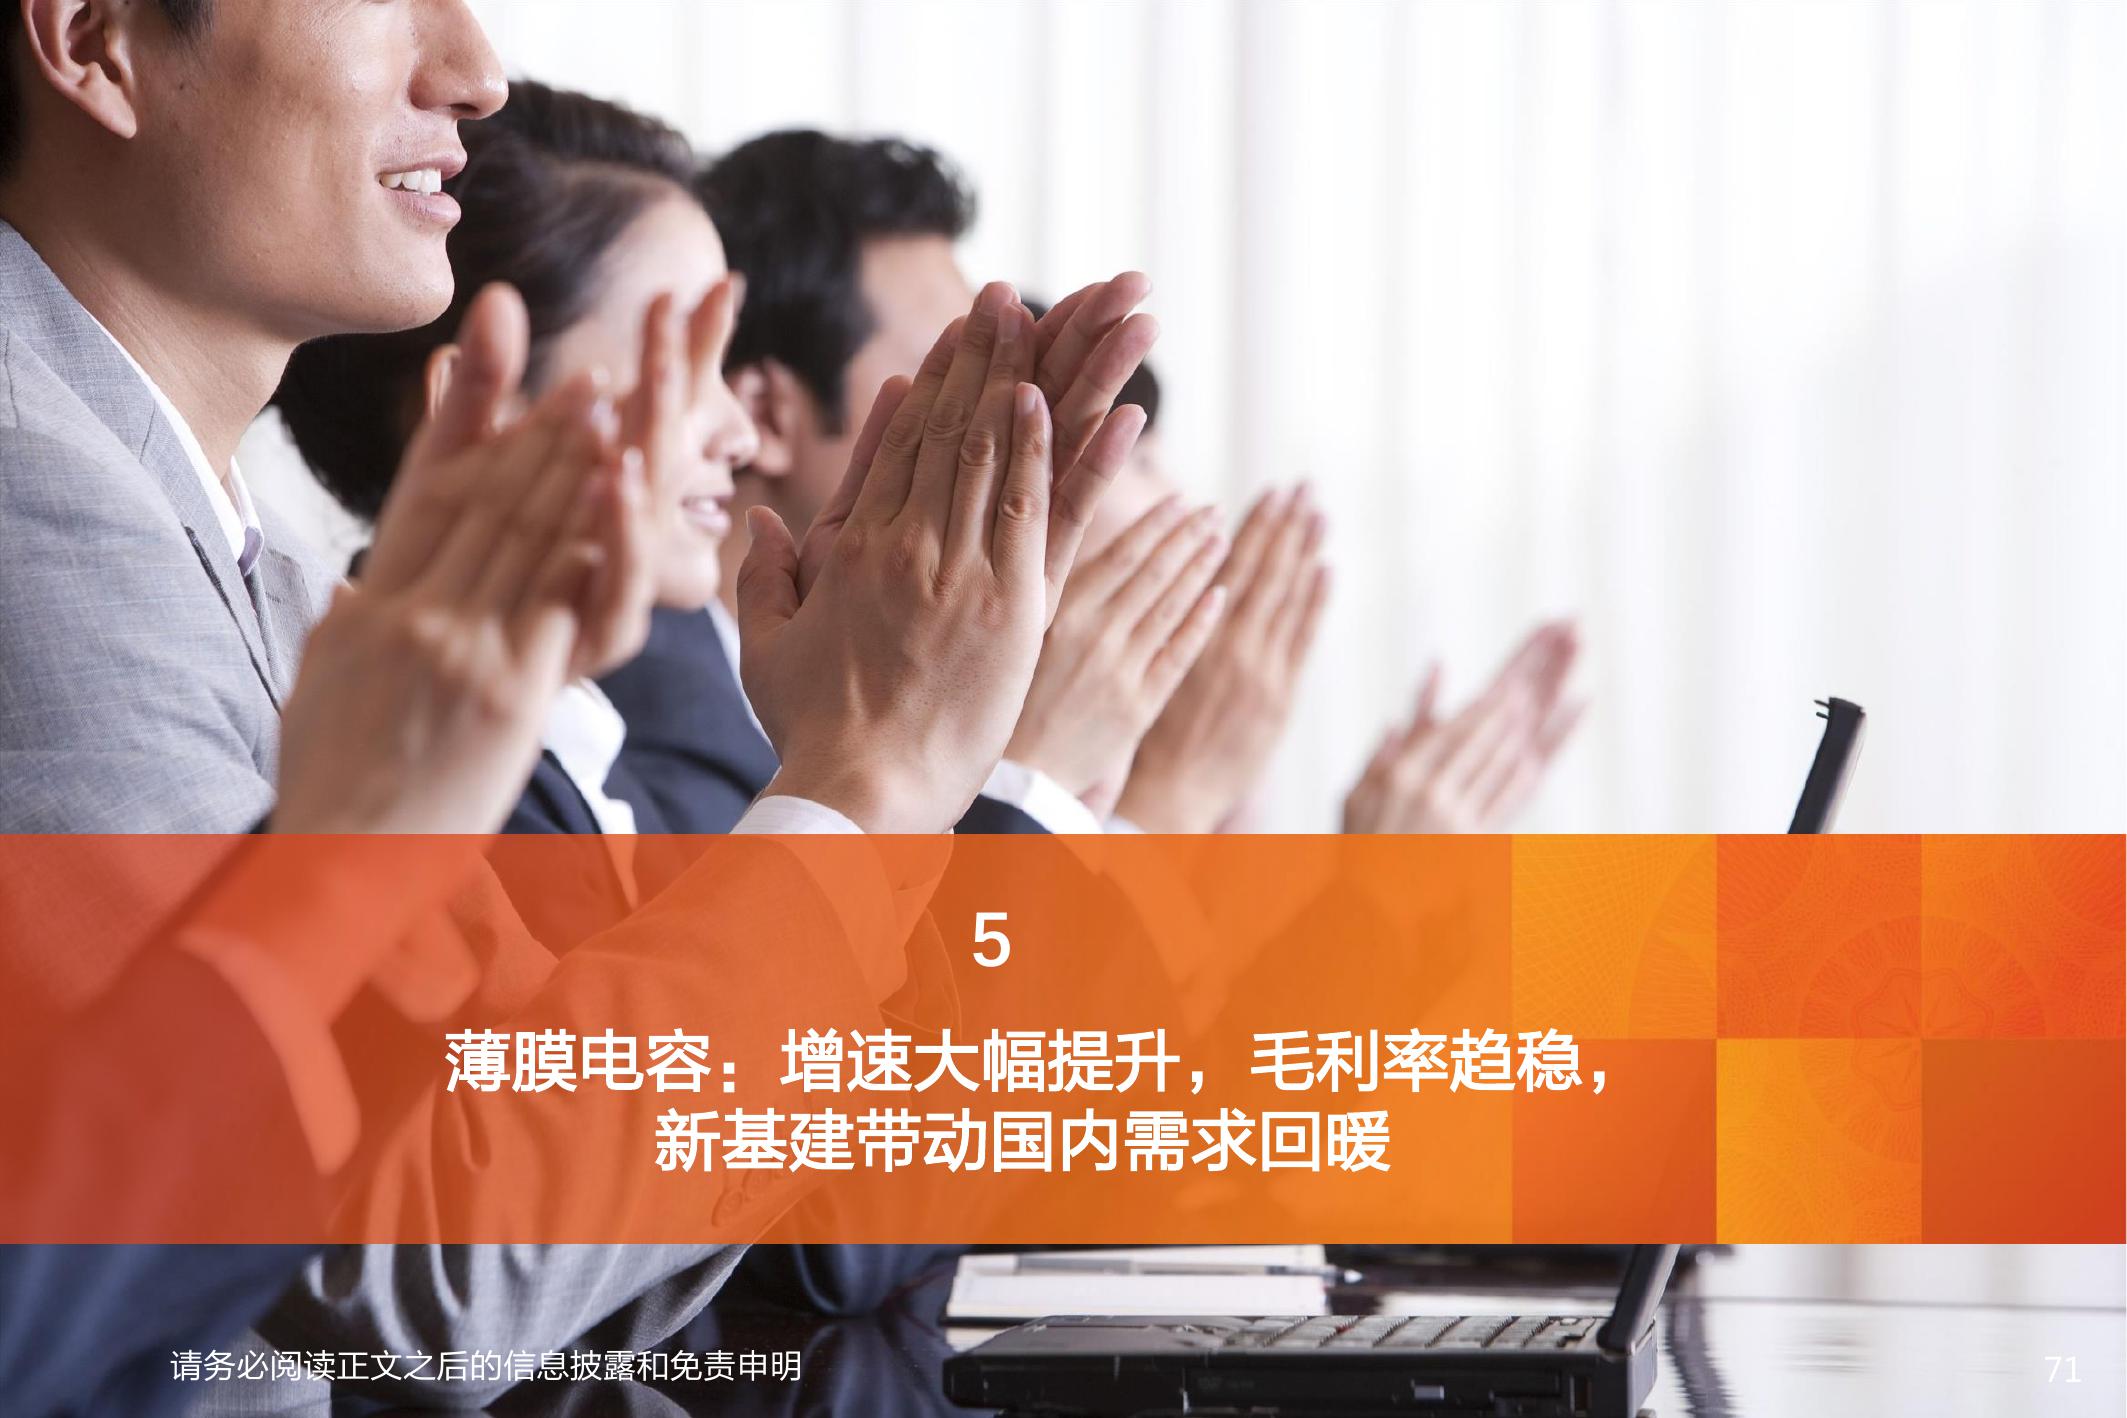 5
薄膜电容：增速大幅提升，毛利率趋稳，
新基建带动国内需求回暖
请务必阅读正文之后的信息披露和免责申明
71